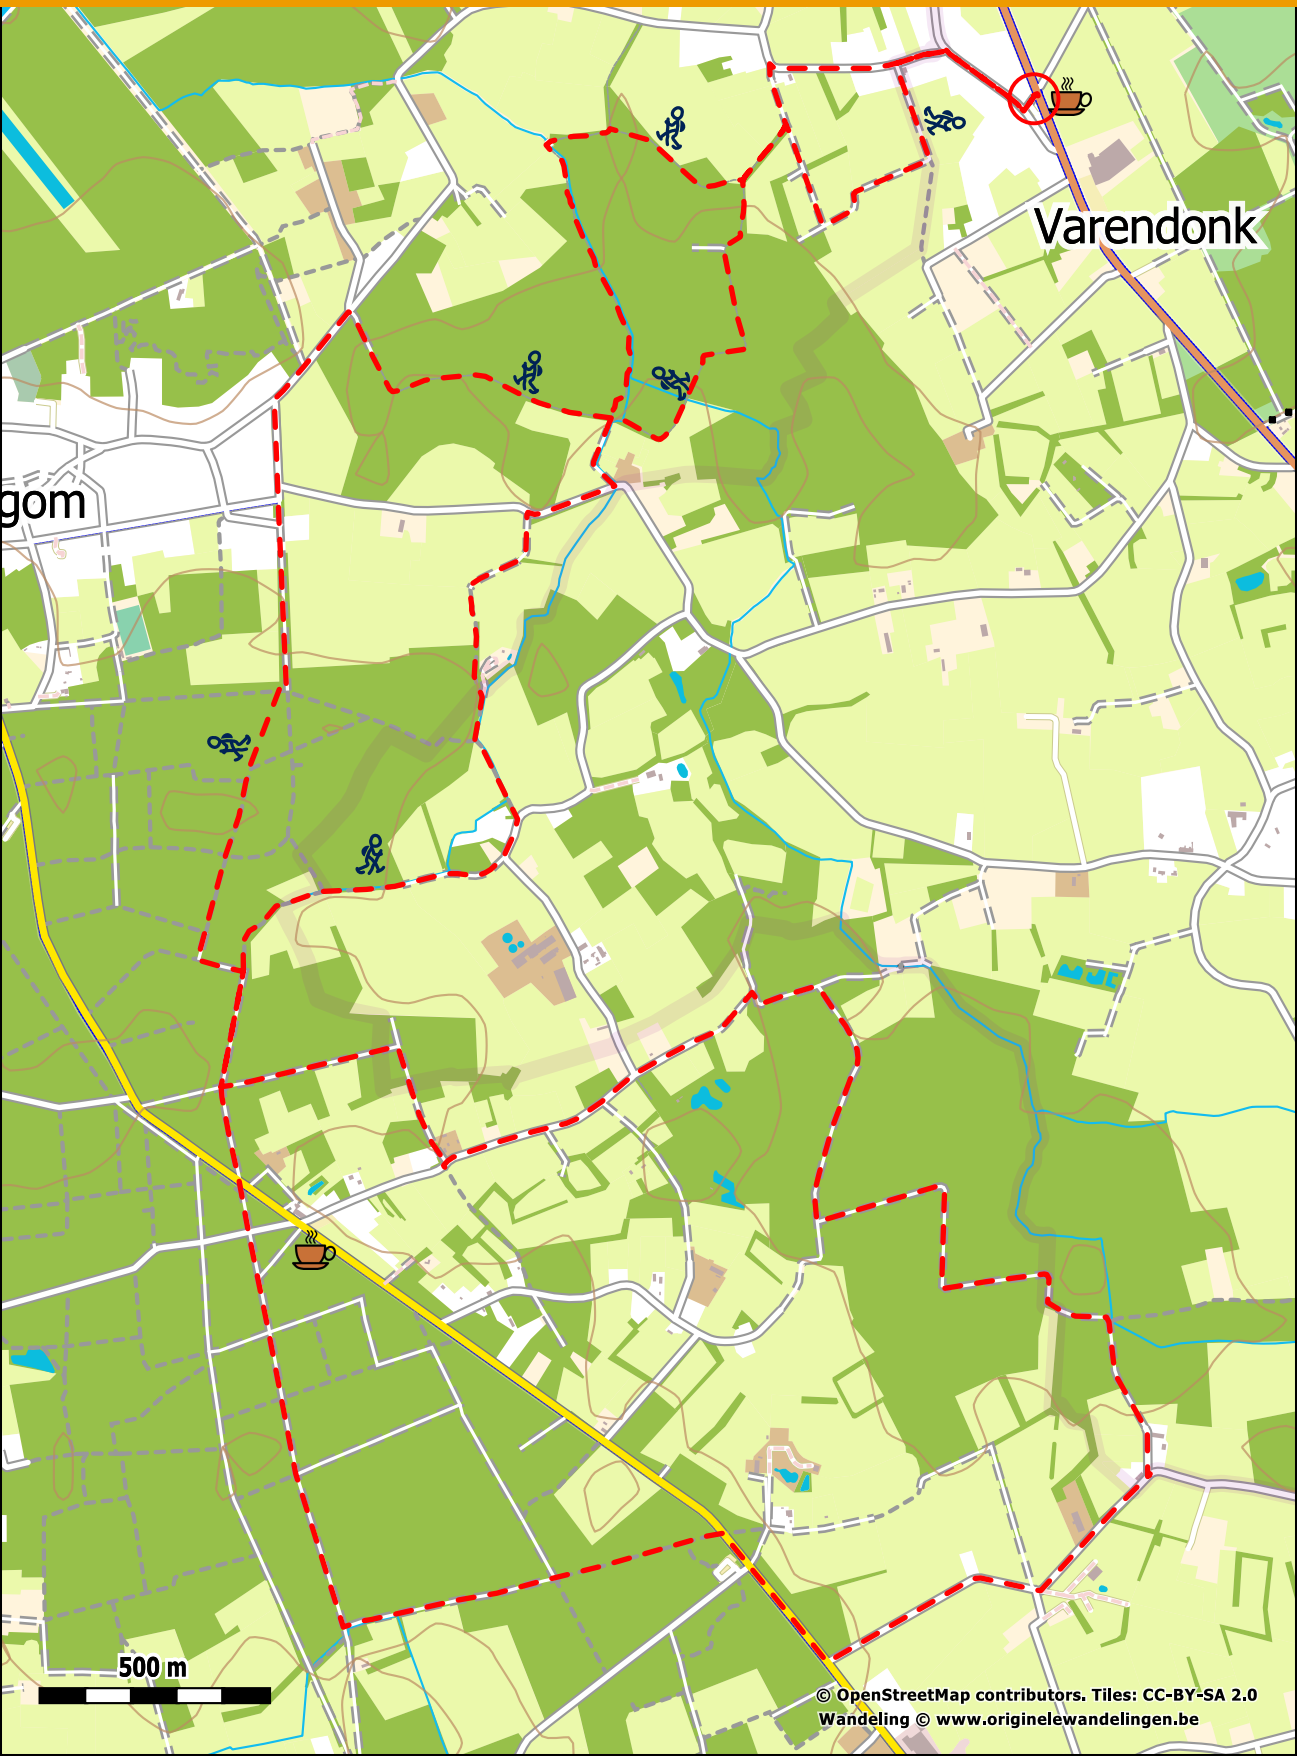 Varendonk
gom
500 m
© OpenStreetMap contributors. Tiles: CC-BY-SA 2.0
Wandeling © www.originelewandelingen.be